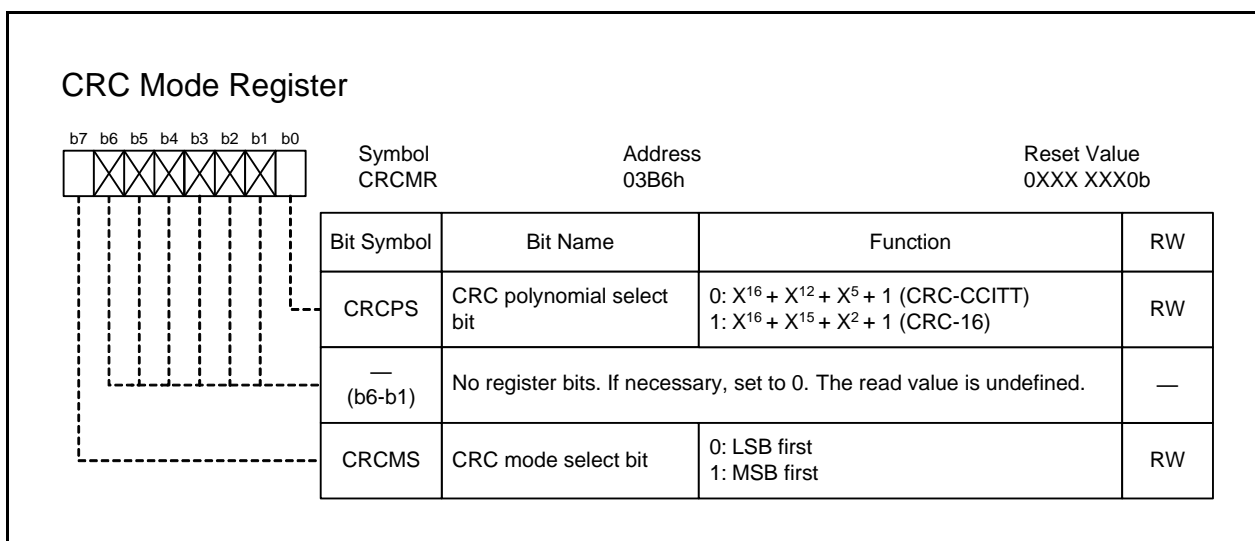 CRC Mode Register
b7 b6 b5 b4 b3 b2 b1 b0
Symbol Address Reset Value
CRCMR 03B6h 0XXX XXX0b
Bit Symbol Bit Name Function RW
CRCPS CRC polynomial select bit 0: X¹⁶ + X¹² + X⁵ + 1 (CRC-CCITT) RW
1: X¹⁶ + X¹⁵ + X² + 1 (CRC-16)
— (b6-b1) No register bits. If necessary, set to 0. The read value is undefined. —
CRCMS CRC mode select bit 0: LSB first RW
1: MSB first